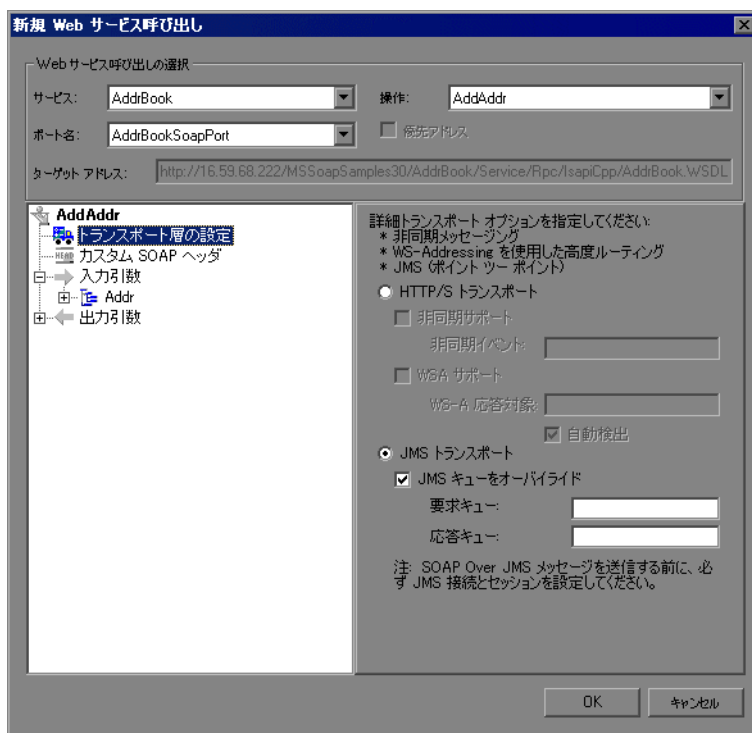 新規 Web サービス呼び出し
Web サービス呼び出しの選択
サービス: AddrBook 操作: AddAddr
ポート名: AddrBookSoapPort 優先アドレス
ターゲット アドレス: http://16.59.68.222/MSSoapSamples30/AddrBook/Service/Rpc/IsapiCpp/AddrBook.WSDL
AddAddr
トランスポート層の設定
HEAD カスタム SOAP ヘッダ
入力引数
Addr
出力引数
詳細トランスポート オプションを指定してください:
* 非同期メッセージング
* WS-Addressing を使用した高度ルーティング
* JMS (ポイント ツー ポイント)
HTTP/S トランスポート
非同期サポート
非同期イベント:
WSA サポート
WS-A 応答対象:
自動検出
JMS トランスポート
JMS キューをオーバイライド
要求キュー:
応答キュー:
注: SOAP Over JMS メッセージを送信する前に、必
ず JMS 接続とセッションを設定してください。
OK キャンセル